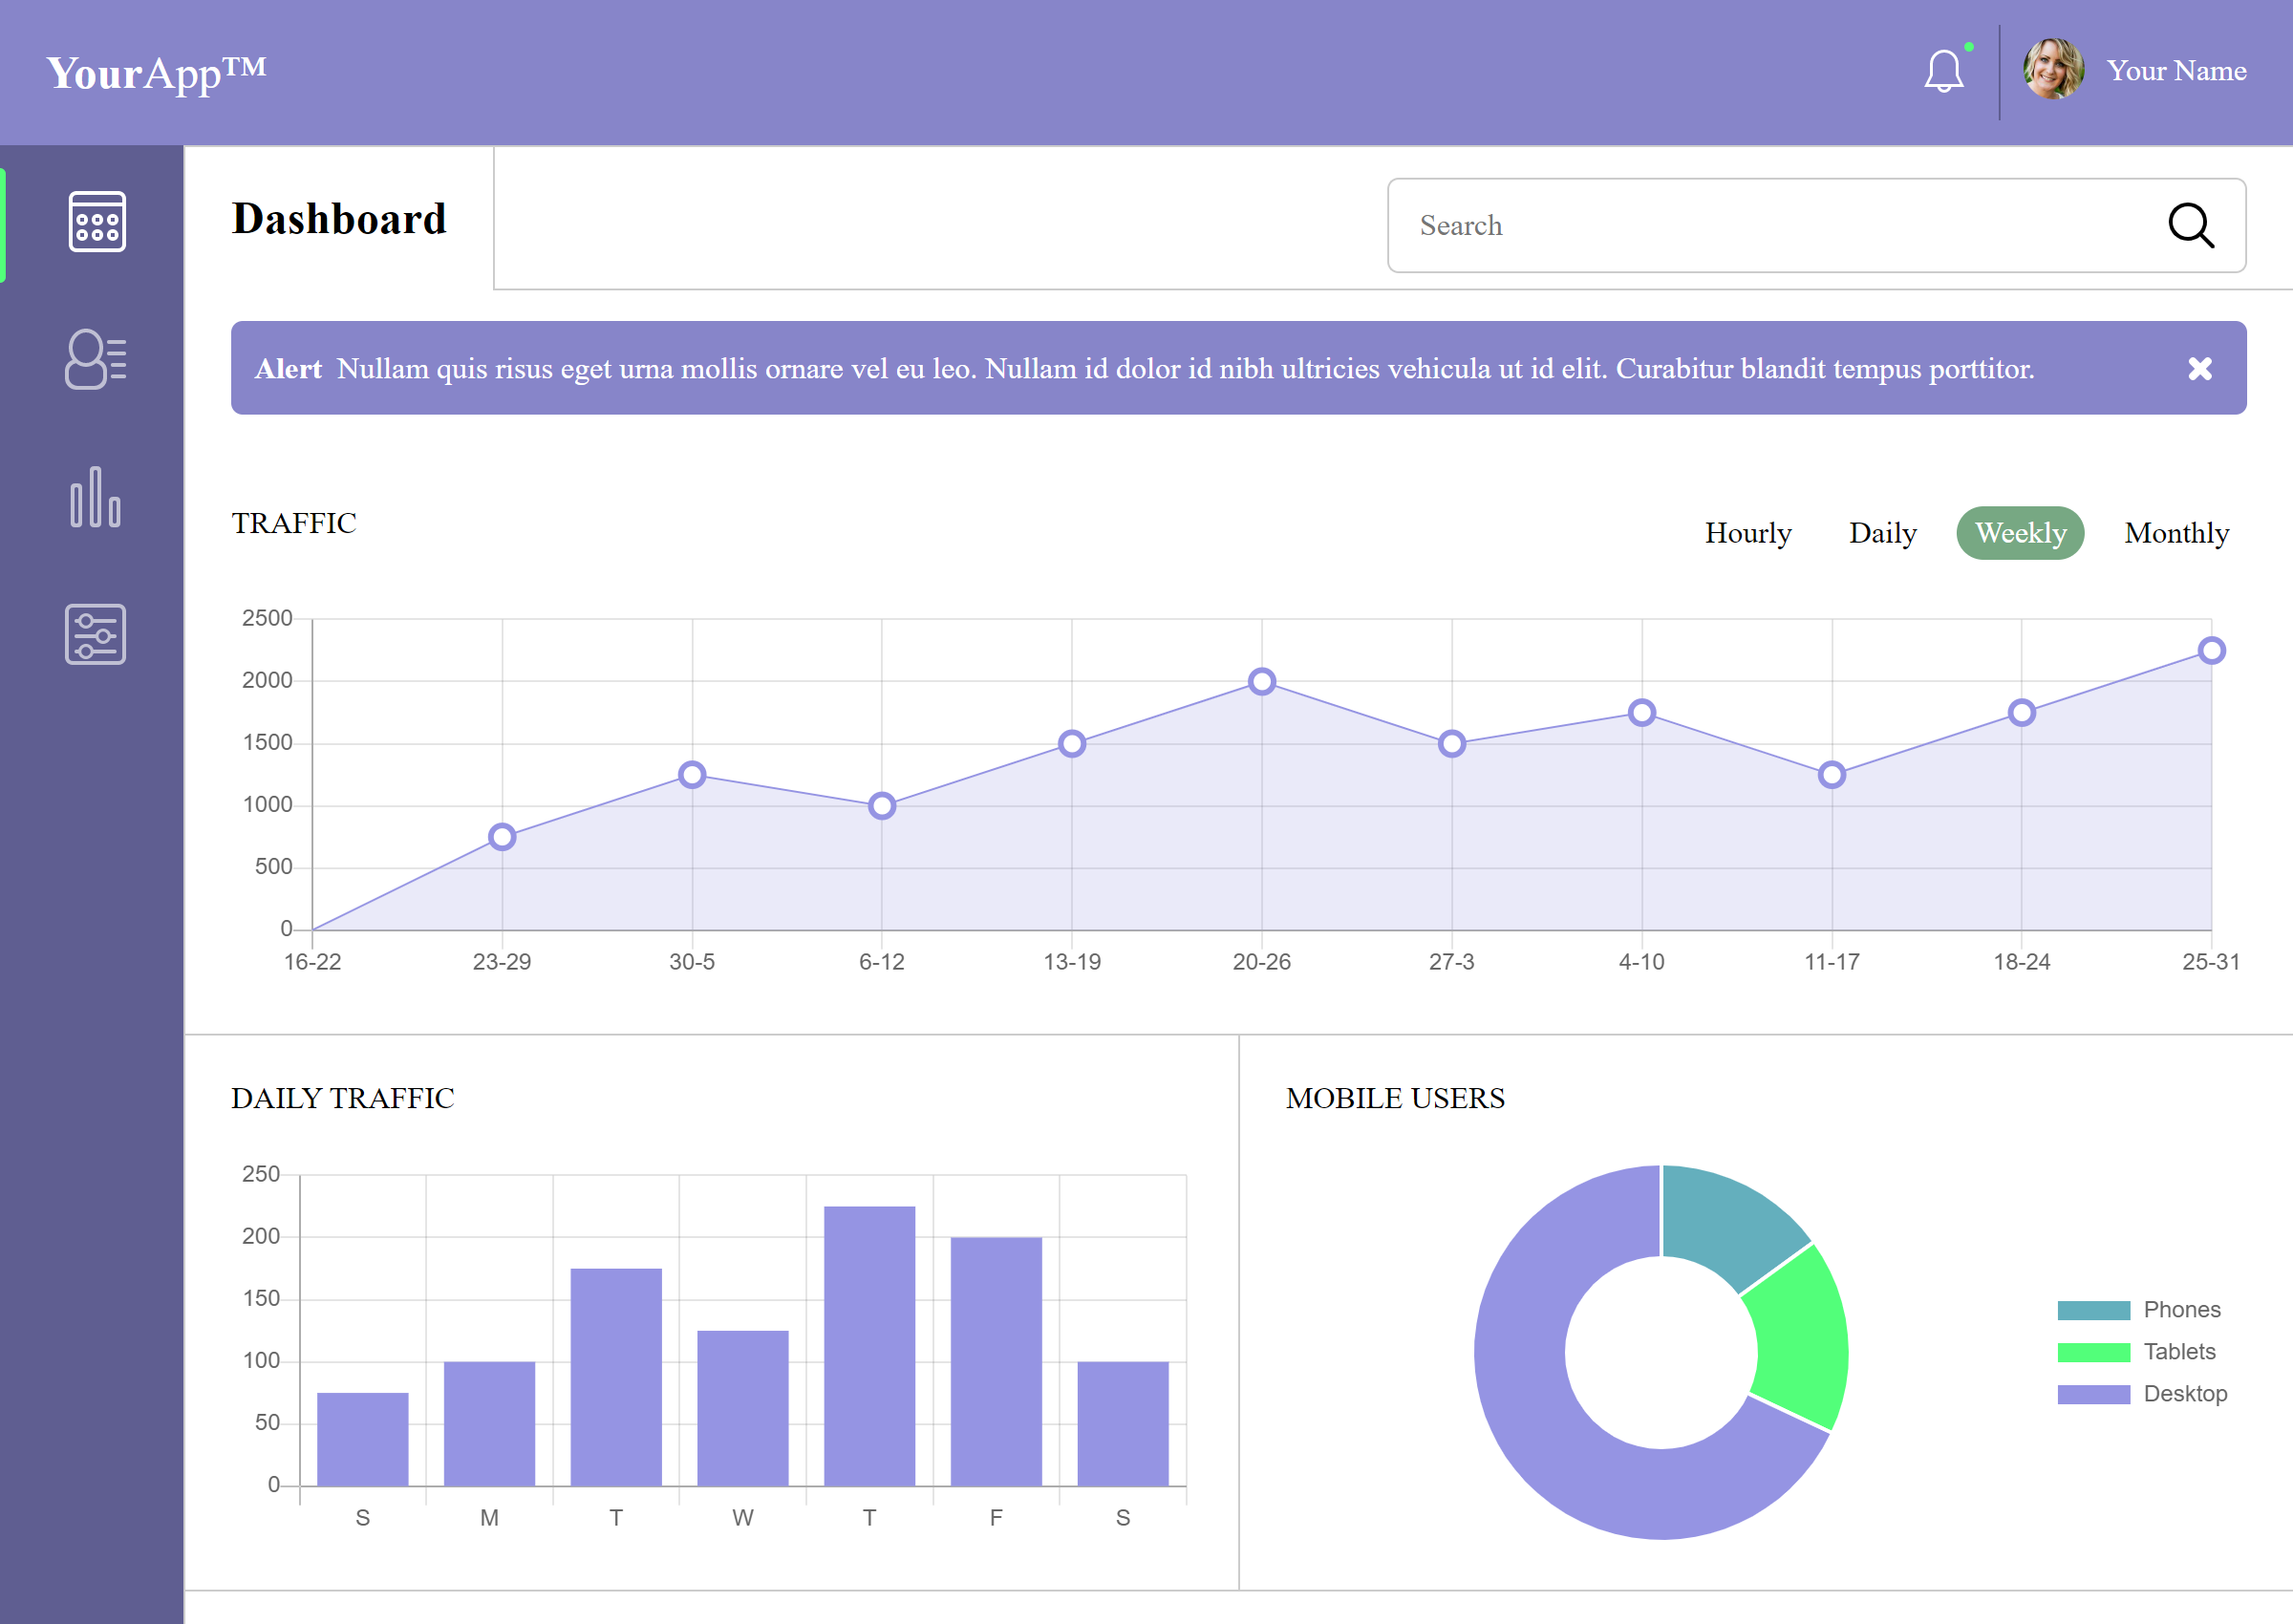 YourApp™
Your Name
Dashboard
Search
Alert Nullam quis risus eget urna mollis ornare vel eu leo. Nullam id dolor id nibh ultricies vehicula ut id elit. Curabitur blandit tempus porttitor.
TRAFFIC
Hourly Daily Weekly Monthly
2500
2000
1500
1000
500
0
16-22 23-29 30-5 6-12 13-19 20-26 27-3 4-10 11-17 18-24 25-31
DAILY TRAFFIC
250
200
150
100
50
0
S M T W T F S
MOBILE USERS
Phones
Tablets
Desktop